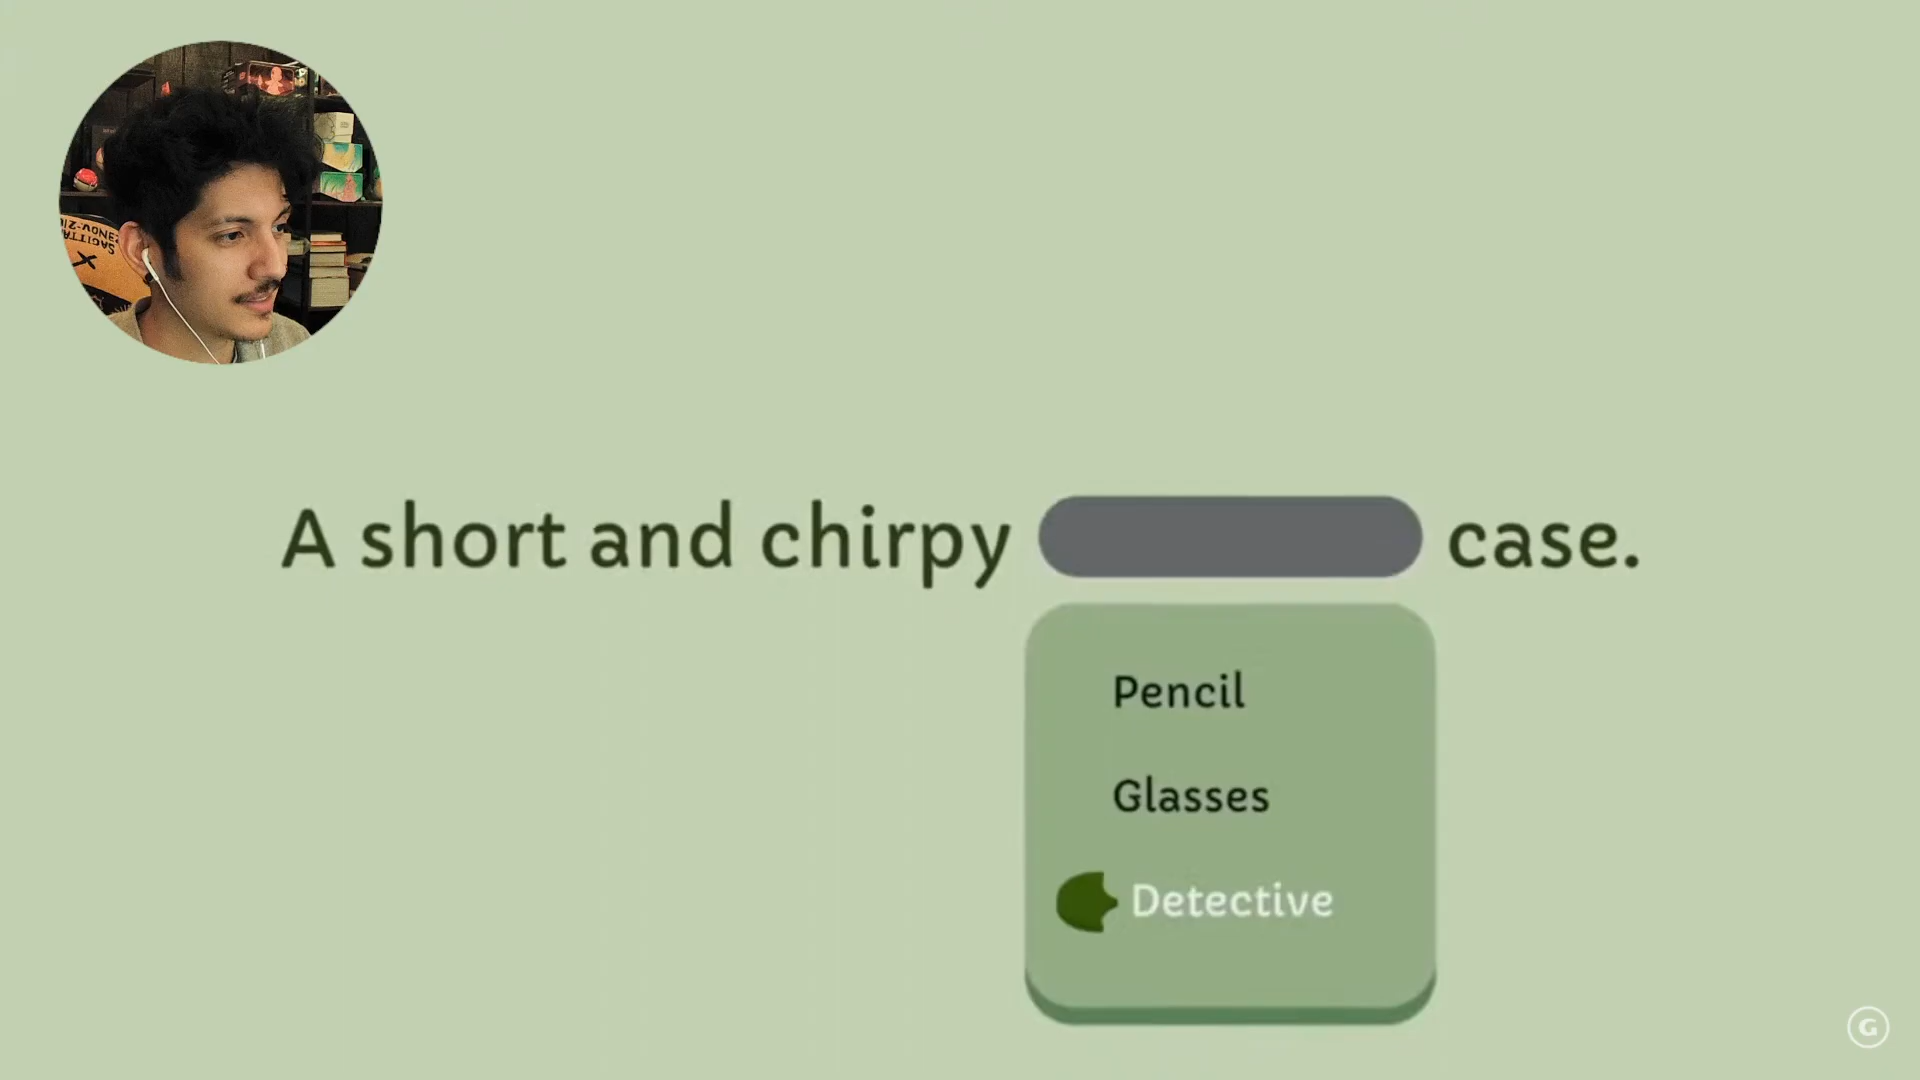 A short and chirpy case.
Pencil
Glasses
Detective
G